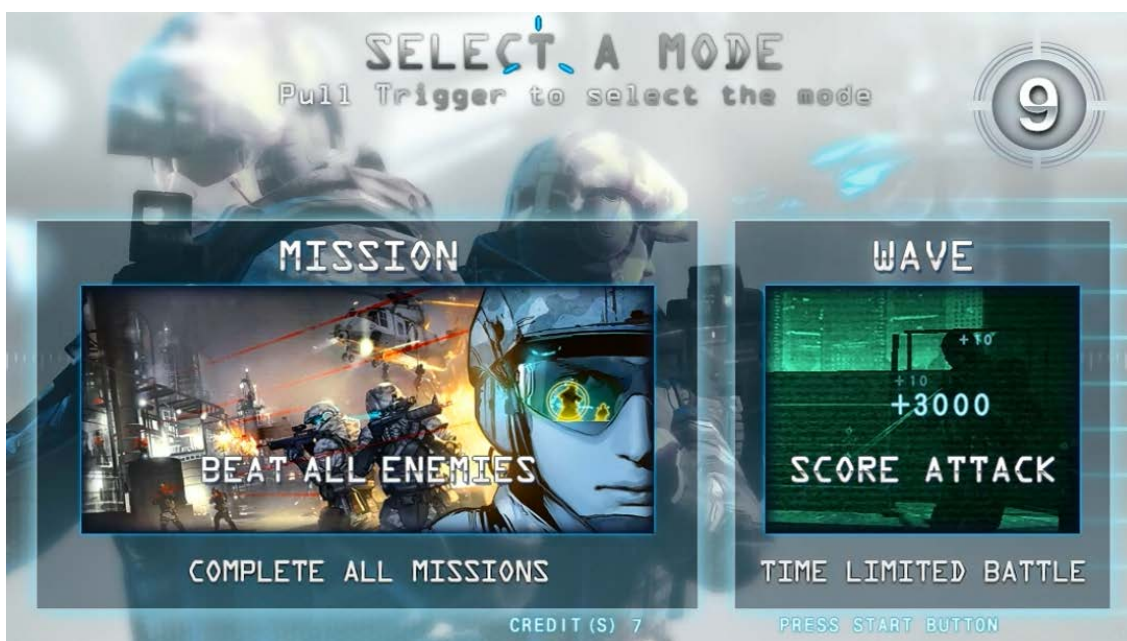 SELECT A MODE
Pull Trigger to select the mode
9
MISSION
BEAT ALL ENEMIES
COMPLETE ALL MISSIONS
WAVE
+10
+10
+3000
SCORE ATTACK
TIME LIMITED BATTLE
CREDIT(S) 7
PRESS START BUTTON